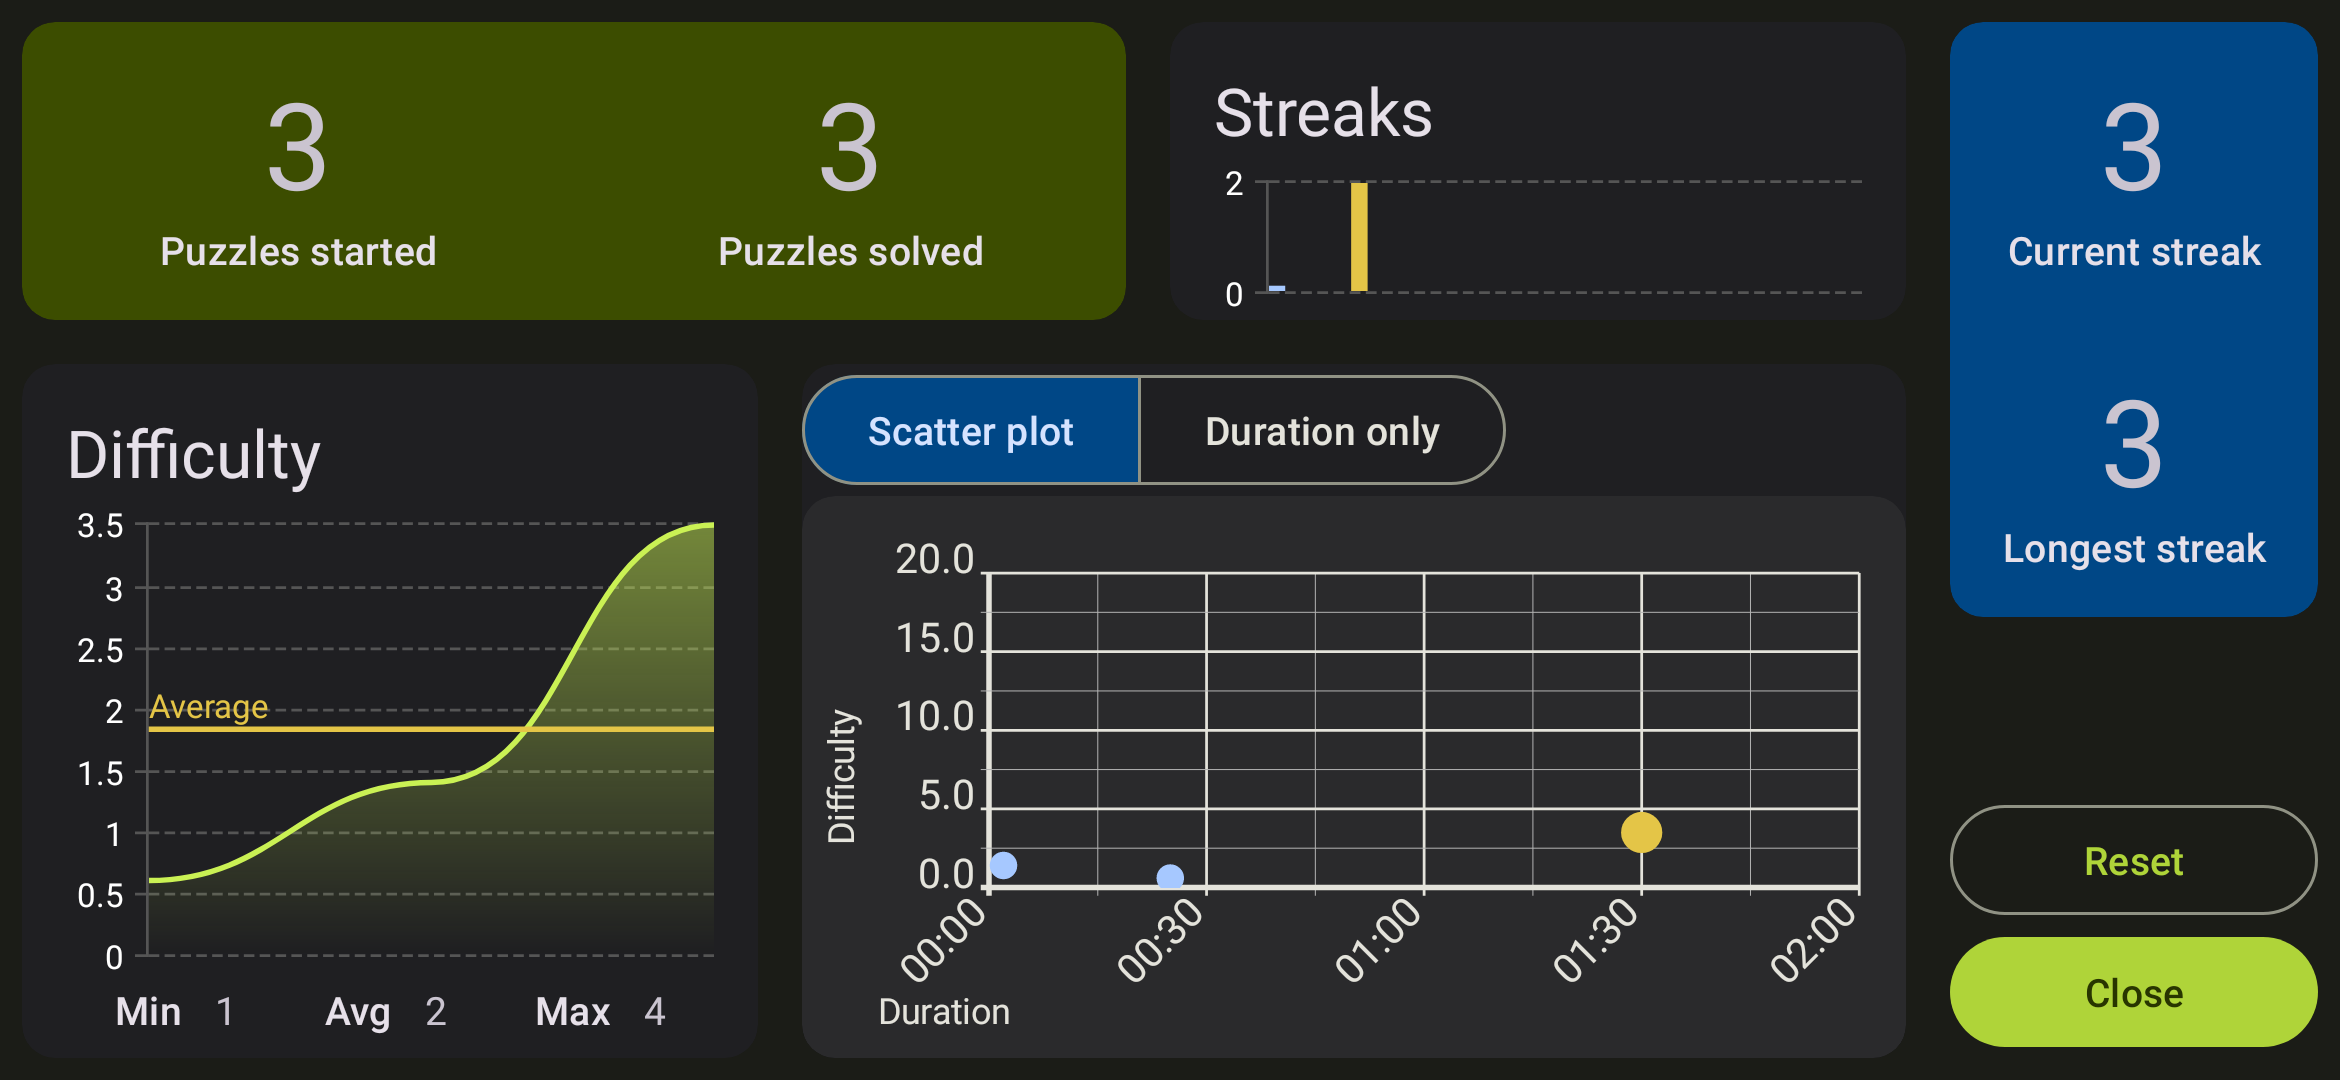 3
Puzzles started
3
Puzzles solved
Streaks
2
0
3
Current streak
3
Longest streak
Difficulty
3.5
3
2.5
2
Average
1.5
1
0.5
0
Min 1 Avg 2 Max 4
Scatter plot
Duration only
20.0
15.0
10.0
5.0
0.0
Difficulty
00:00 00:30 01:00 01:30 02:00
Duration
Reset
Close